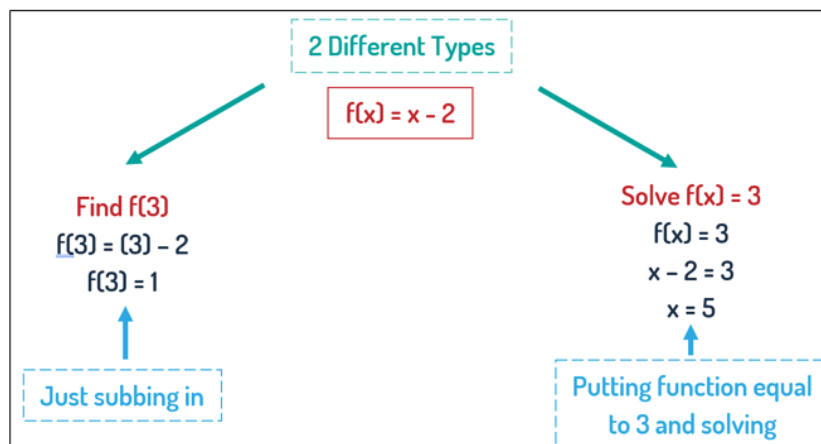 2 Different Types
f(x) = x - 2
Find f(3)
f(3) = (3) – 2
f(3) = 1
Just subbing in
Solve f(x) = 3
f(x) = 3
x – 2 = 3
x = 5
Putting function equal
to 3 and solving